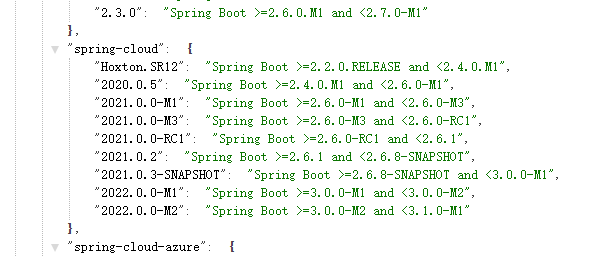 "2.3.0": "Spring Boot >=2.6.0.M1 and <2.7.0-M1"
},
"spring-cloud": {
"Hoxton.SR12": "Spring Boot >=2.2.0.RELEASE and <2.4.0.M1",
"2020.0.5": "Spring Boot >=2.4.0.M1 and <2.6.0-M1",
"2021.0.0-M1": "Spring Boot >=2.6.0-M1 and <2.6.0-M3",
"2021.0.0-M3": "Spring Boot >=2.6.0-M3 and <2.6.0-RC1",
"2021.0.0-RC1": "Spring Boot >=2.6.0-RC1 and <2.6.1",
"2021.0.2": "Spring Boot >=2.6.1 and <2.6.8-SNAPSHOT",
"2021.0.3-SNAPSHOT": "Spring Boot >=2.6.8-SNAPSHOT and <3.0.0-M1",
"2022.0.0-M1": "Spring Boot >=3.0.0-M1 and <3.0.0-M2",
"2022.0.0-M2": "Spring Boot >=3.0.0-M2 and <3.1.0-M1"
},
"spring-cloud-azure": {